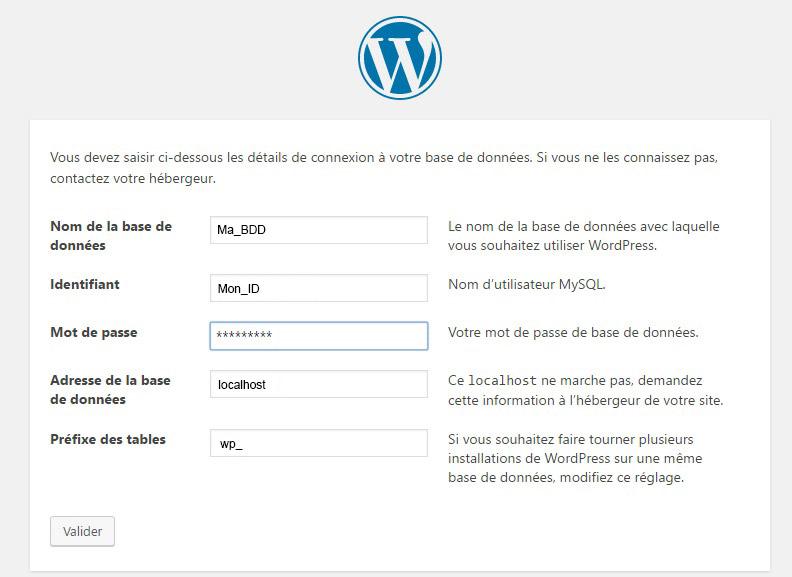 Vous devez saisir ci-dessous les détails de connexion à votre base de données. Si vous ne les connaissez pas,
contactez votre hébergeur.
Nom de la base de
données
Ma_BDD
Le nom de la base de données avec laquelle
vous souhaitez utiliser WordPress.
Identifiant
Mon_ID
Nom d'utilisateur MySQL.
Mot de passe
*********
Votre mot de passe de base de données.
Adresse de la base
de données
localhost
Ce localhost ne marche pas, demandez
cette information à l'hébergeur de votre site.
Préfixe des tables
wp_
Si vous souhaitez faire tourner plusieurs
installations de WordPress sur une même
base de données, modifiez ce réglage.
Valider